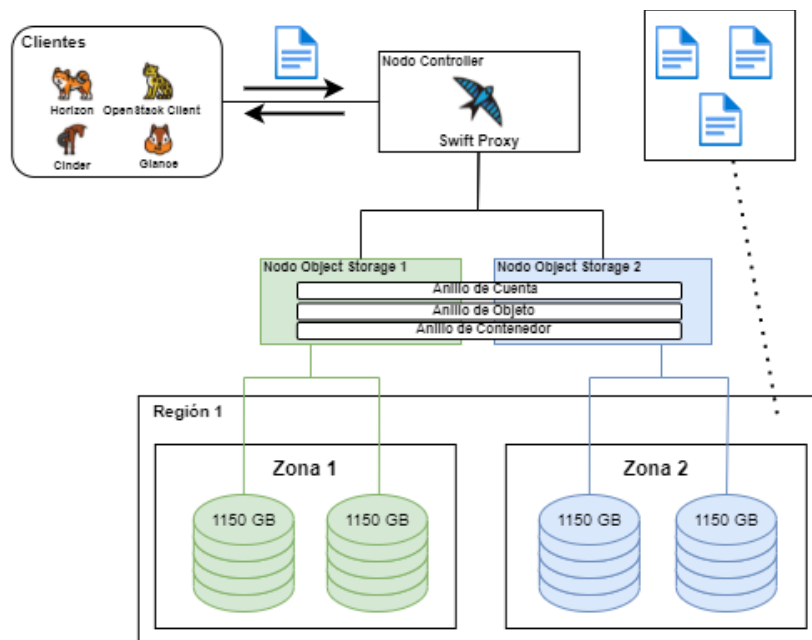 Clientes
Horizon OpenStack Client
Cinder Glance
Nodo Controller
Swift Proxy
Nodo Object Storage 1
Nodo Object Storage 2
Anillo de Cuenta
Anillo de Objeto
Anillo de Contenedor
Región 1
Zona 1
Zona 2
1150 GB
1150 GB
1150 GB
1150 GB